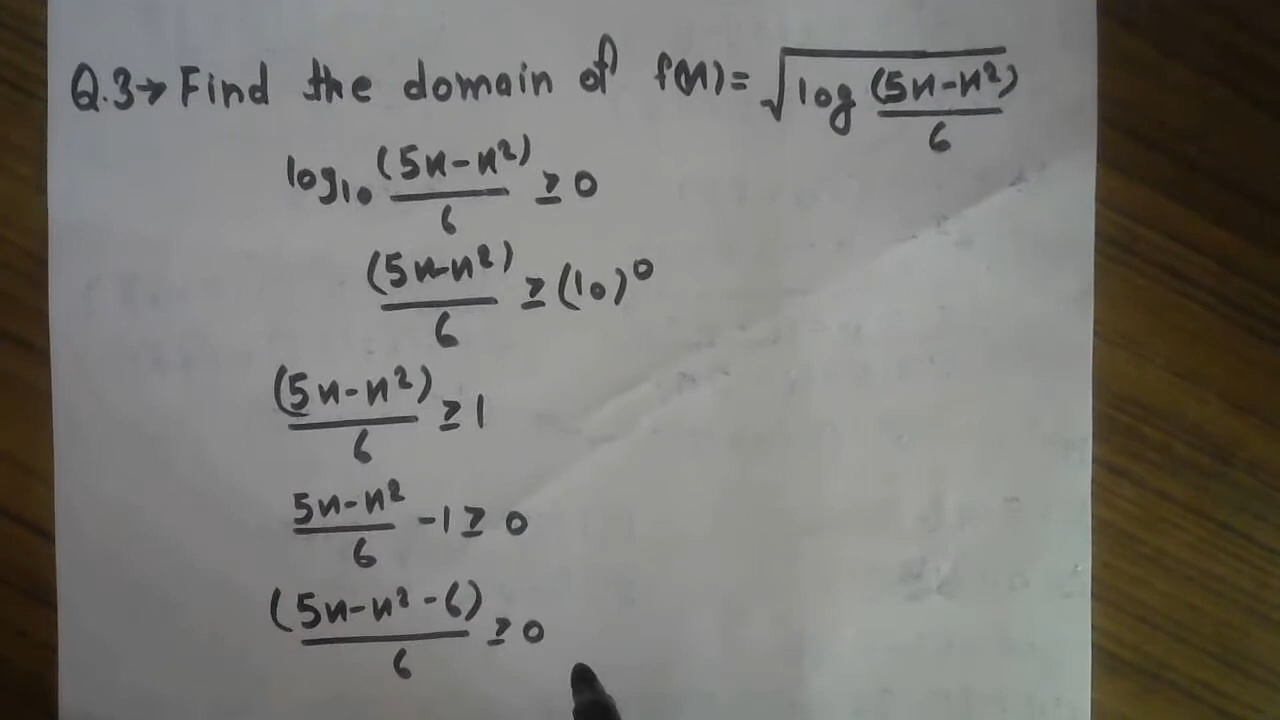 Q.3→ Find the domain of f(x) = √(log (5x-x²)/6)
log₁₀ (5x-x²)/6 ≥ 0
(5x-x²)/6 ≥ (10)⁰
(5x-x²)/6 ≥ 1
5x-x²/6 -1 ≥ 0
(5x-x²-6)/6 ≥ 0